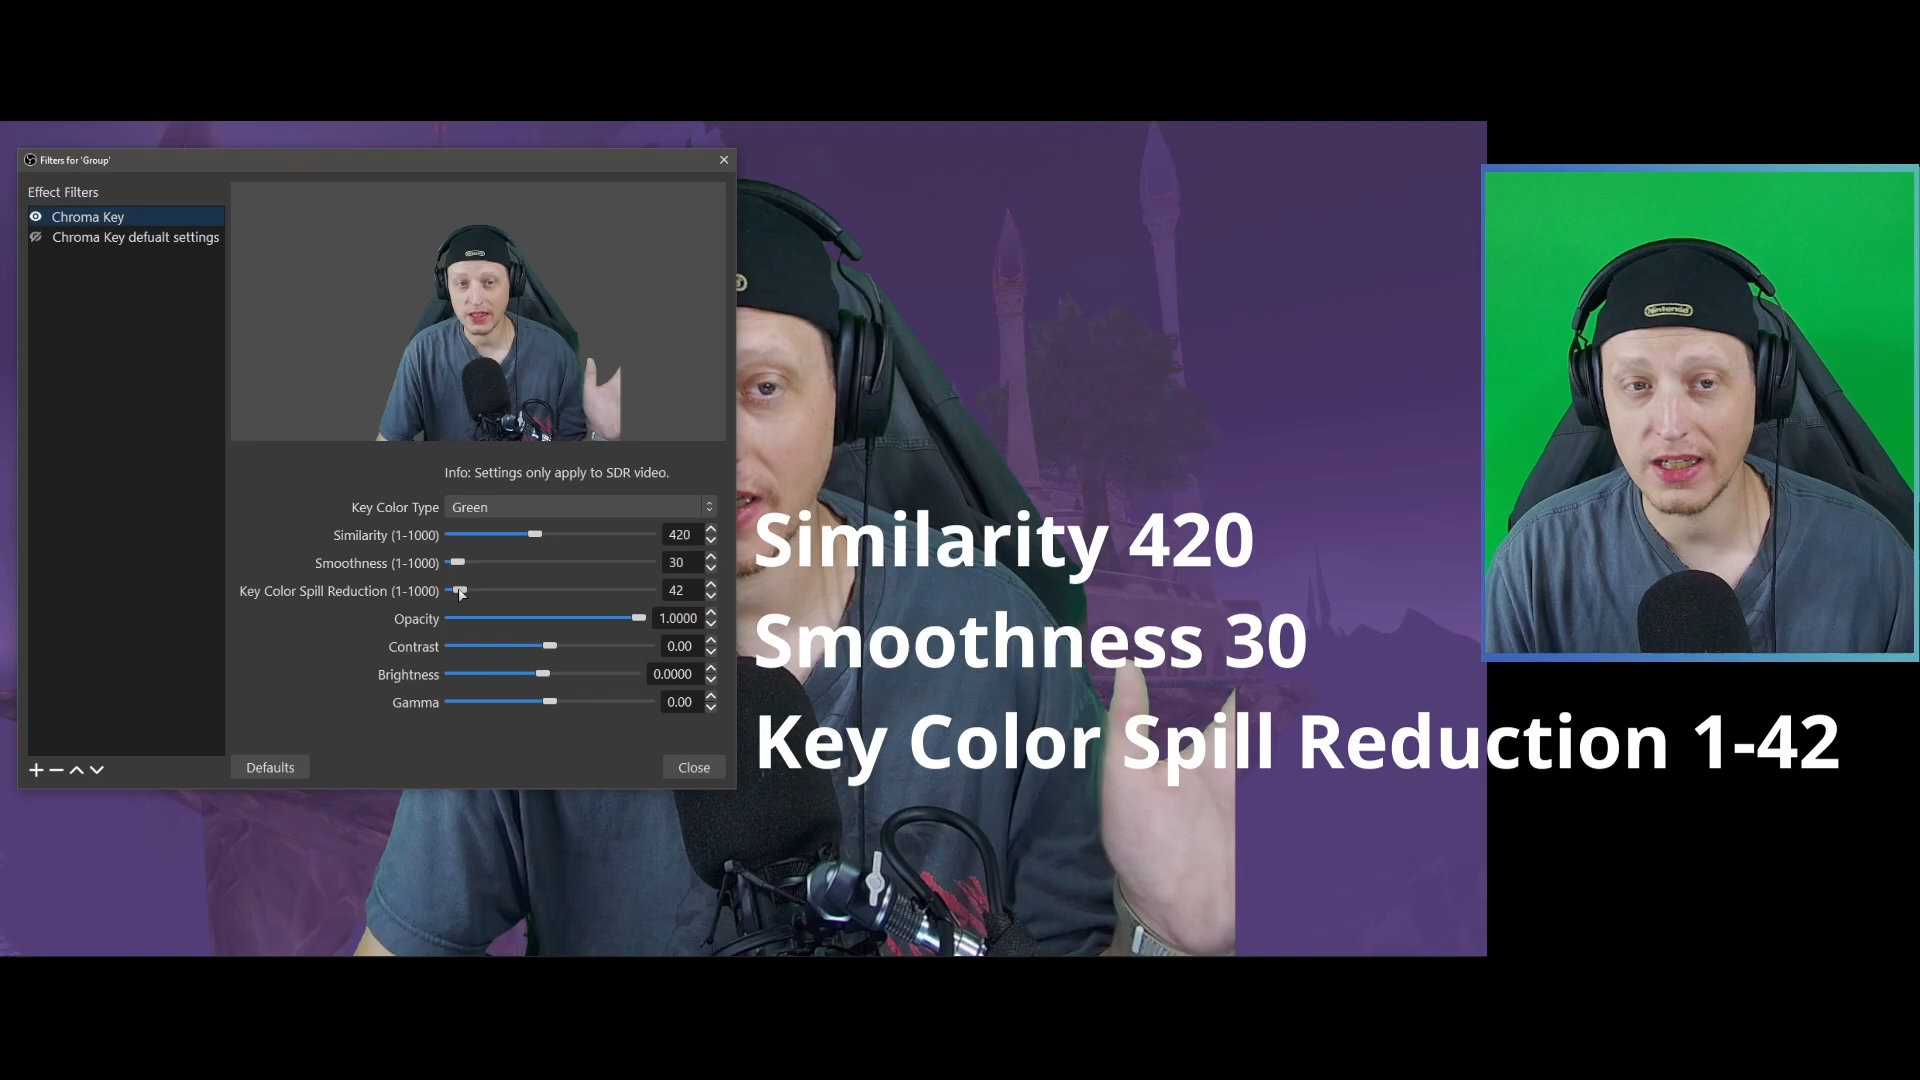 Filters for 'Group'
Effect Filters
Chroma Key
Chroma Key defualt settings
Info: Settings only apply to SDR video.
Key Color Type Green
Similarity (1-1000) 420
Smoothness (1-1000) 30
Key Color Spill Reduction (1-1000) 42
Opacity 1.0000
Contrast 0.00
Brightness 0.0000
Gamma 0.00
Defaults Close
Similarity 420
Smoothness 30
Key Color Spill Reduction 1-42
Nintendo